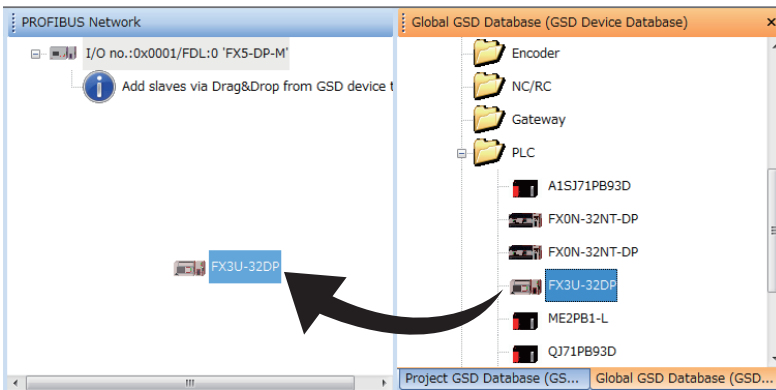 PROFIBUS Network
I/O no.:0x0001/FDL:0 'FX5-DP-M'
Add slaves via Drag&Drop from GSD device t
FX3U-32DP
Global GSD Database (GSD Device Database)
Encoder
NC/RC
Gateway
PLC
A1SJ71PB93D
FX0N-32NT-DP
FX0N-32NT-DP
FX3U-32DP
ME2PB1-L
QJ71PB93D
Project GSD Database (GS...
Global GSD Database (GSD...